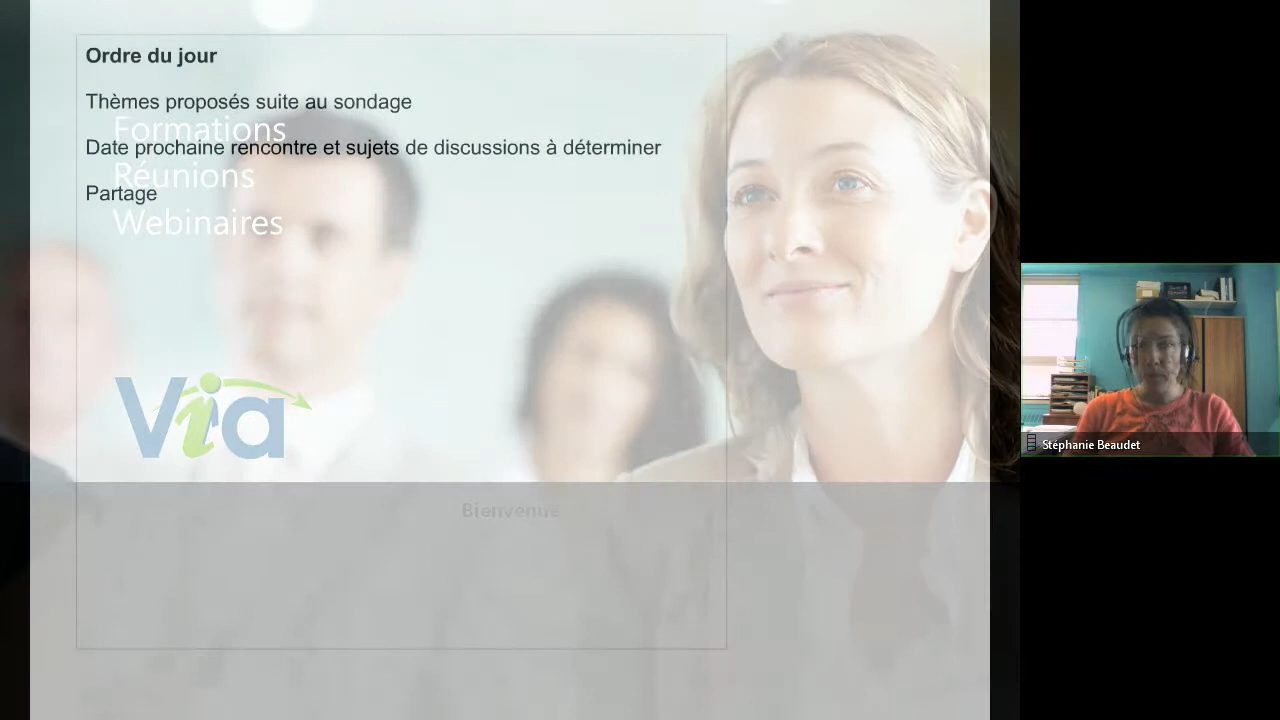 Ordre du jour
Thèmes proposés suite au sondage
Formations
Date prochaine rencontre et sujets de discussions à déterminer
Réunions
Partage
Webinaires
Via
Bienvenue
Stéphanie Beaudet